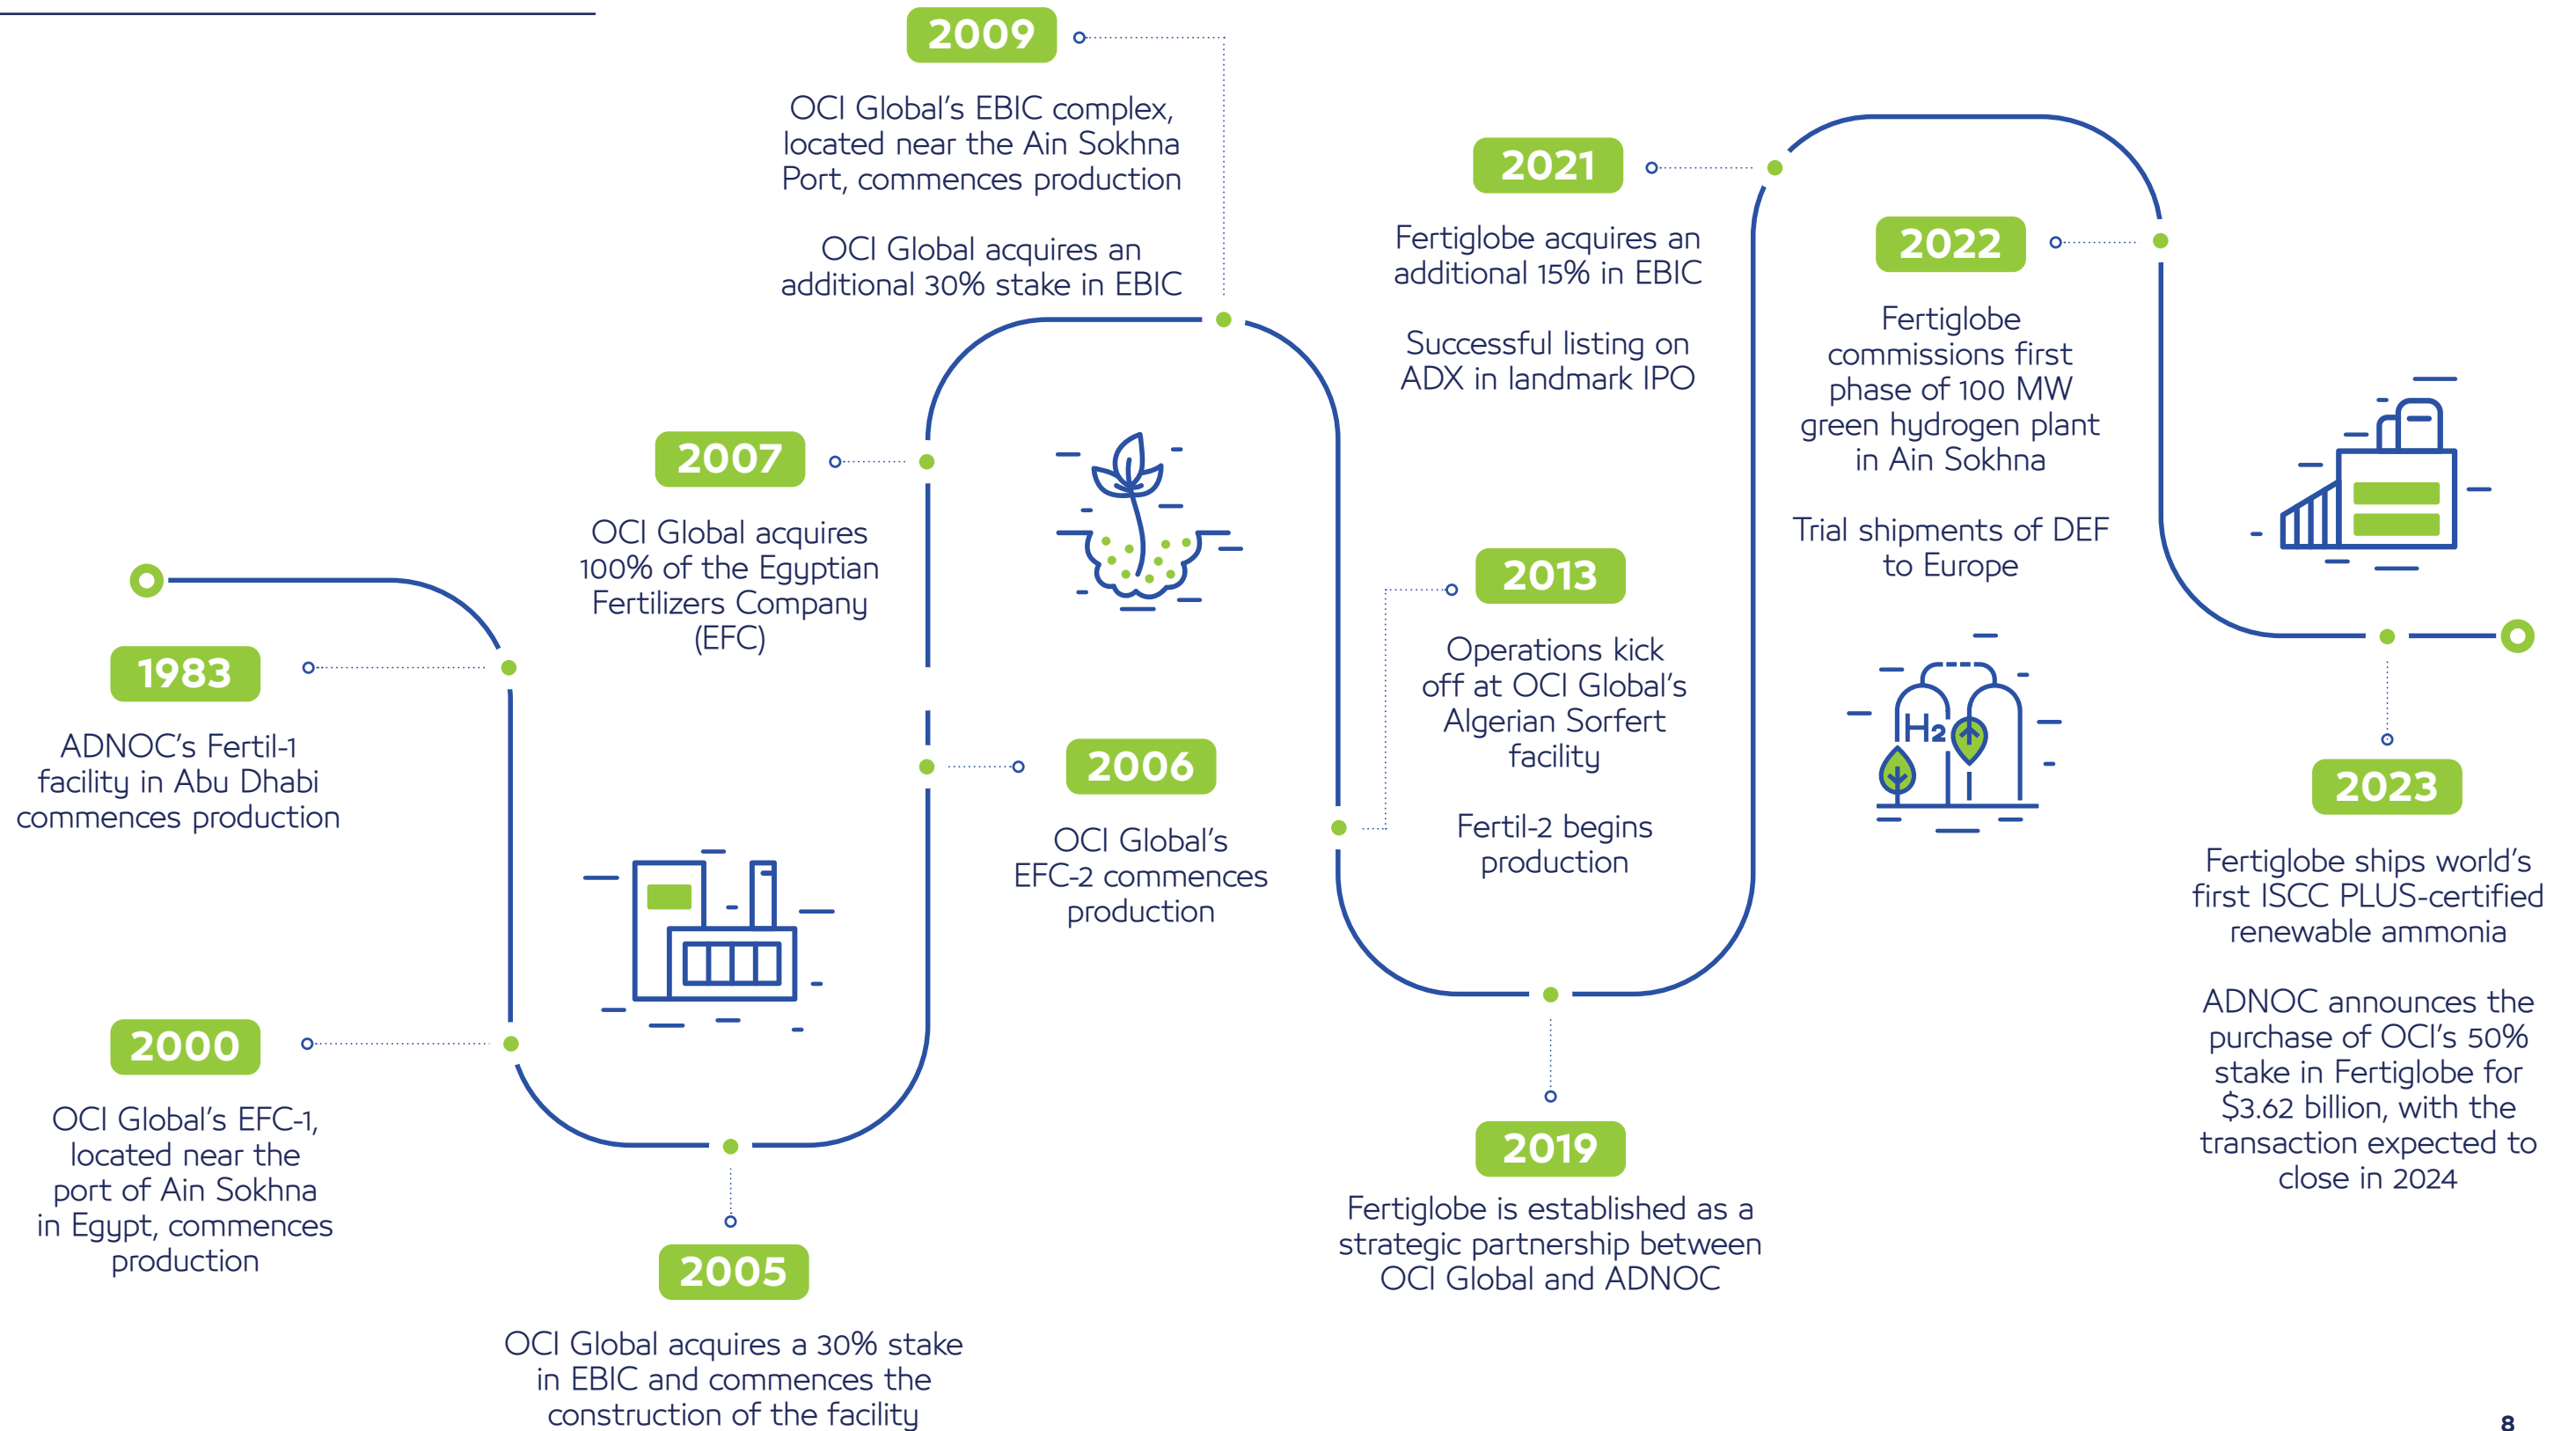 1983
ADNOC’s Fertil-1
facility in Abu Dhabi
commences production
2000
OCI Global’s EFC-1,
located near the
port of Ain Sokhna
in Egypt, commences
production
2005
OCI Global acquires a 30% stake
in EBIC and commences the
construction of the facility
2006
OCI Global’s
EFC-2 commences
production
2007
OCI Global acquires
100% of the Egyptian
Fertilizers Company
(EFC)
2009
OCI Global’s EBIC complex,
located near the Ain Sokhna
Port, commences production
OCI Global acquires an
additional 30% stake in EBIC
2013
Operations kick
off at OCI Global’s
Algerian Sorfert
facility
Fertil-2 begins
production
2019
Fertiglobe is established as a
strategic partnership between
OCI Global and ADNOC
2021
Fertiglobe acquires an
additional 15% in EBIC
Successful listing on
ADX in landmark IPO
2022
Fertiglobe
commissions first
phase of 100 MW
green hydrogen plant
in Ain Sokhna
Trial shipments of DEF
to Europe
H2
2023
Fertiglobe ships world’s
first ISCC PLUS-certified
renewable ammonia
ADNOC announces the
purchase of OCI’s 50%
stake in Fertiglobe for
$3.62 billion, with the
transaction expected to
close in 2024
8